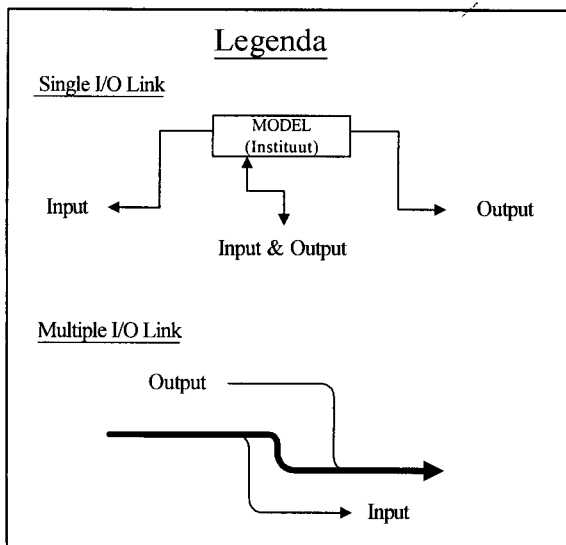 Legenda
Single I/O Link
MODEL
(Instituut)
Input
Output
Input & Output
Multiple I/O Link
Output
Input